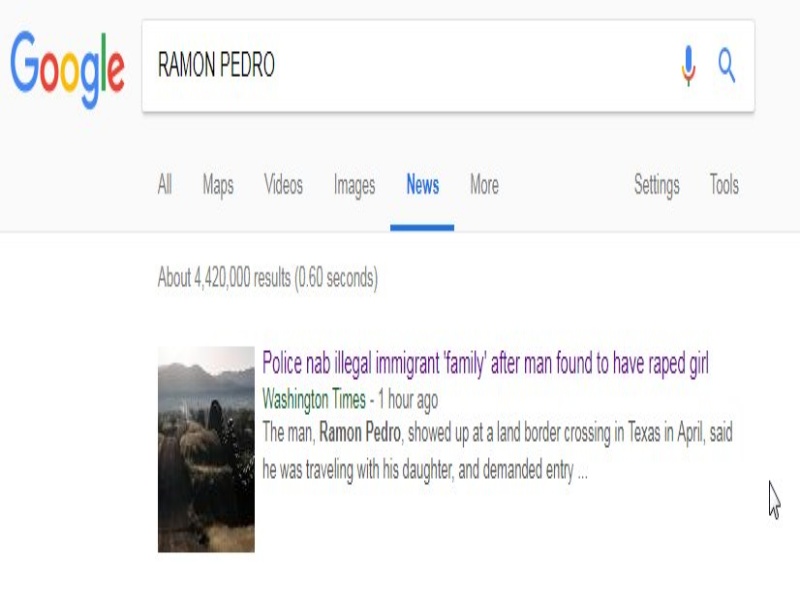 Google
RAMON PEDRO
All Maps Videos Images News More Settings Tools
About 4,420,000 results (0.60 seconds)
Police nab illegal immigrant 'family' after man found to have raped girl
Washington Times - 1 hour ago
The man, Ramon Pedro, showed up at a land border crossing in Texas in April, said
he was traveling with his daughter, and demanded entry ...